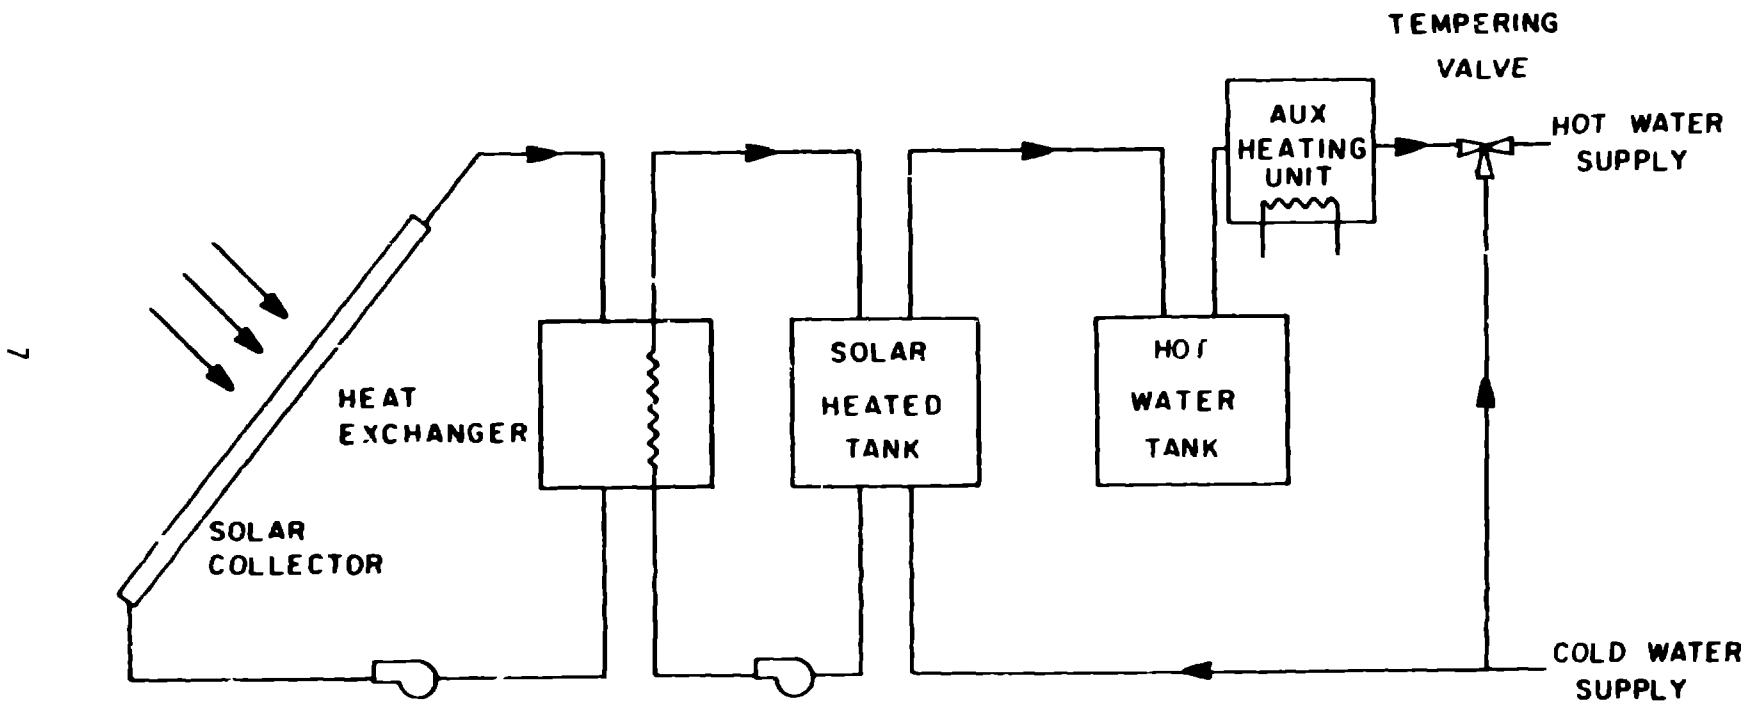 TEMPERING
VALVE
AUX
HEATING
UNIT
HOT WATER
SUPPLY
SOLAR
HEATED
TANK
HOT
WATER
TANK
HEAT
EXCHANGER
SOLAR
COLLECTOR
COLD WATER
SUPPLY
7